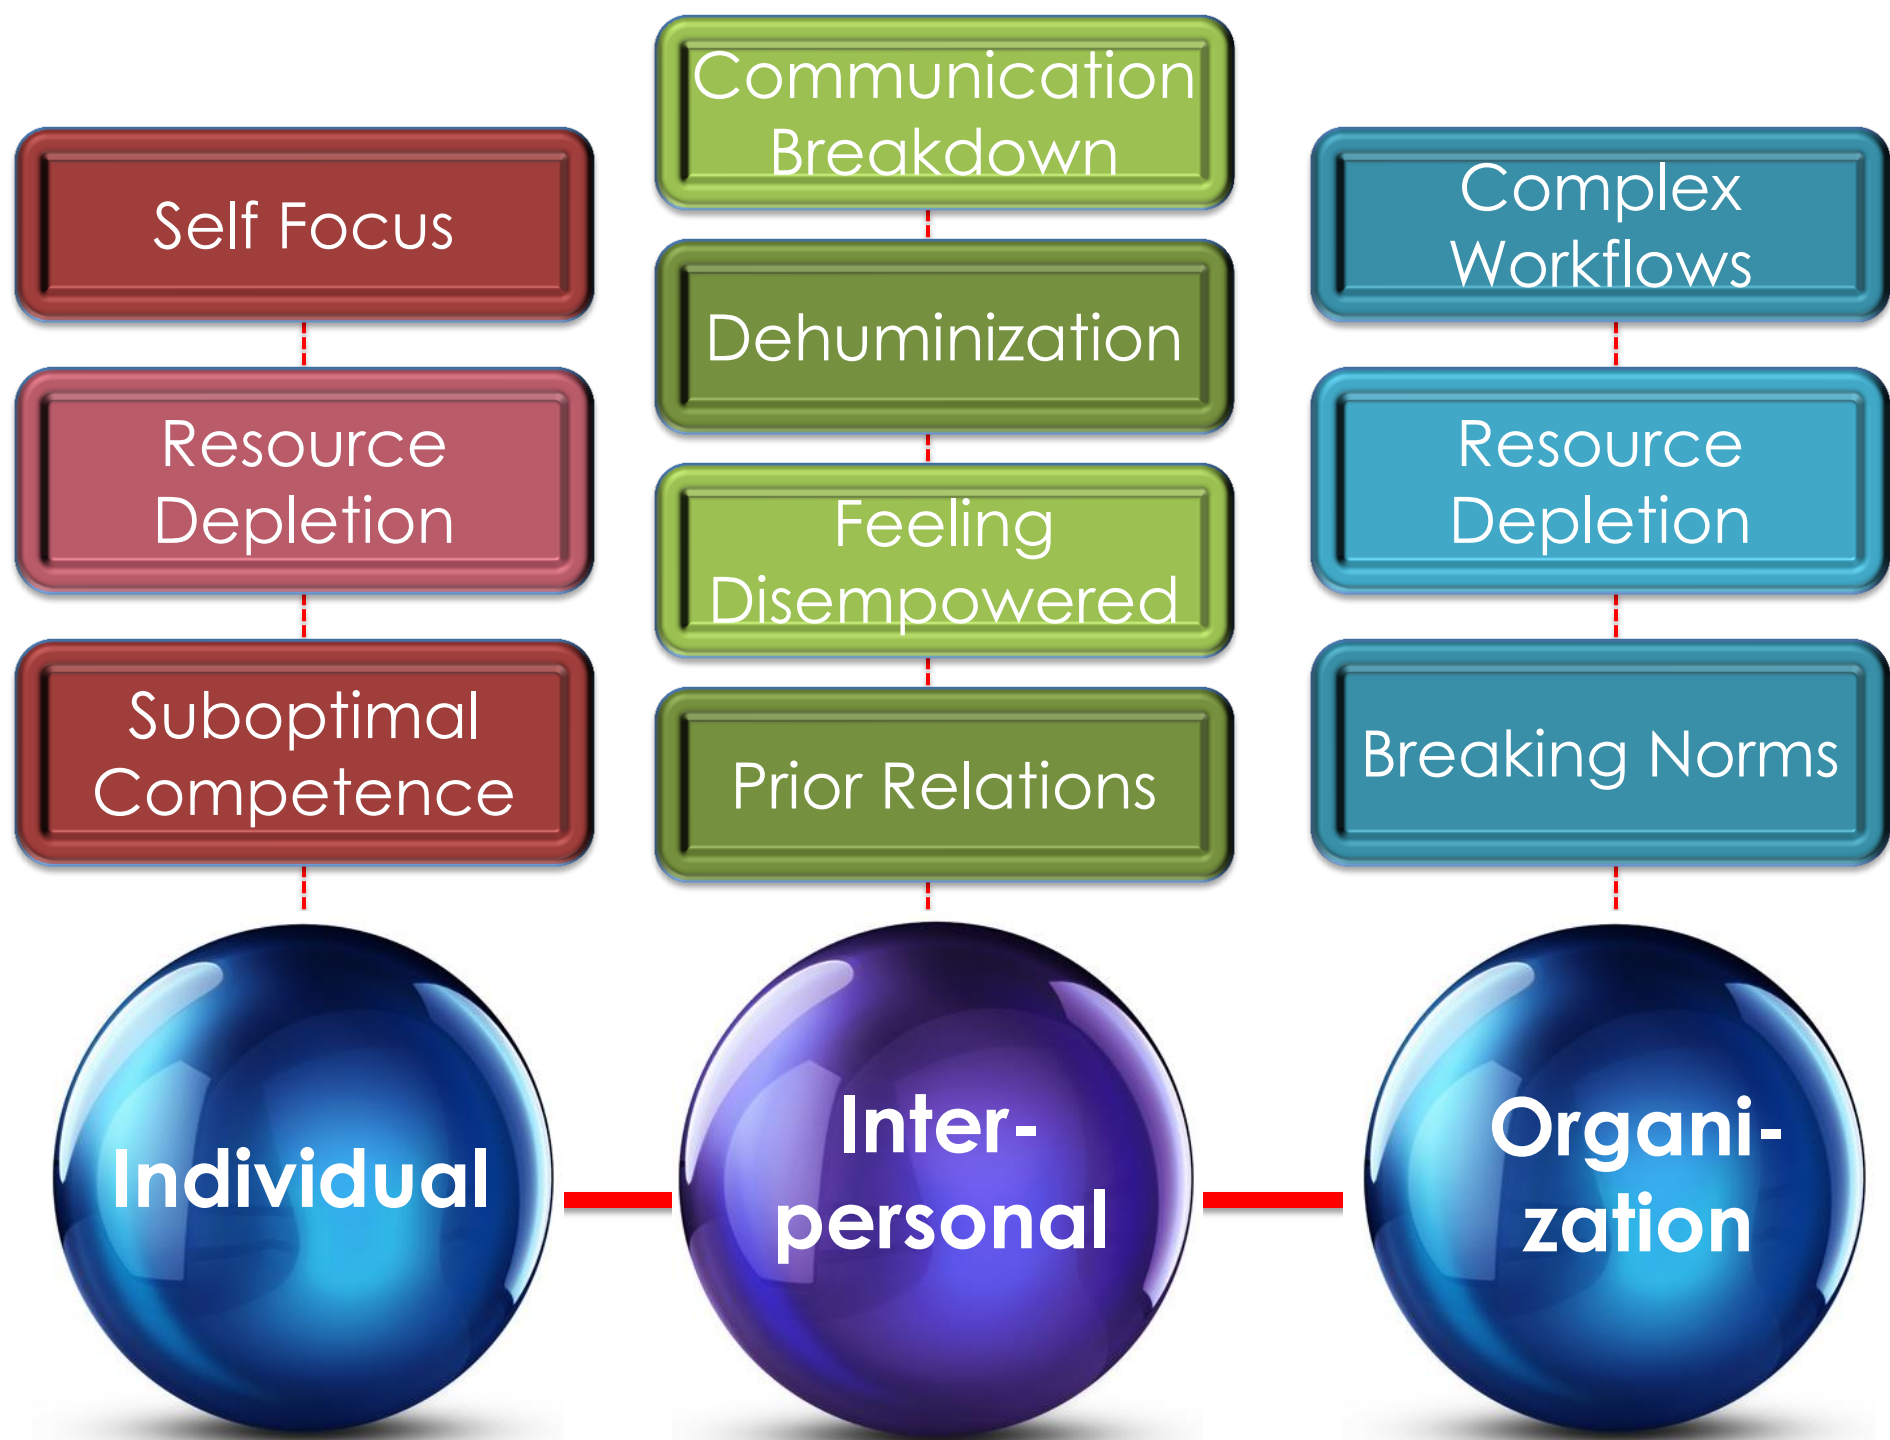 Self Focus
Resource
Depletion
Suboptimal
Competence
Individual
Communication
Breakdown
Dehuminization
Feeling
Disempowered
Prior Relations
Inter-
personal
Complex
Workflows
Resource
Depletion
Breaking Norms
Organi-
zation